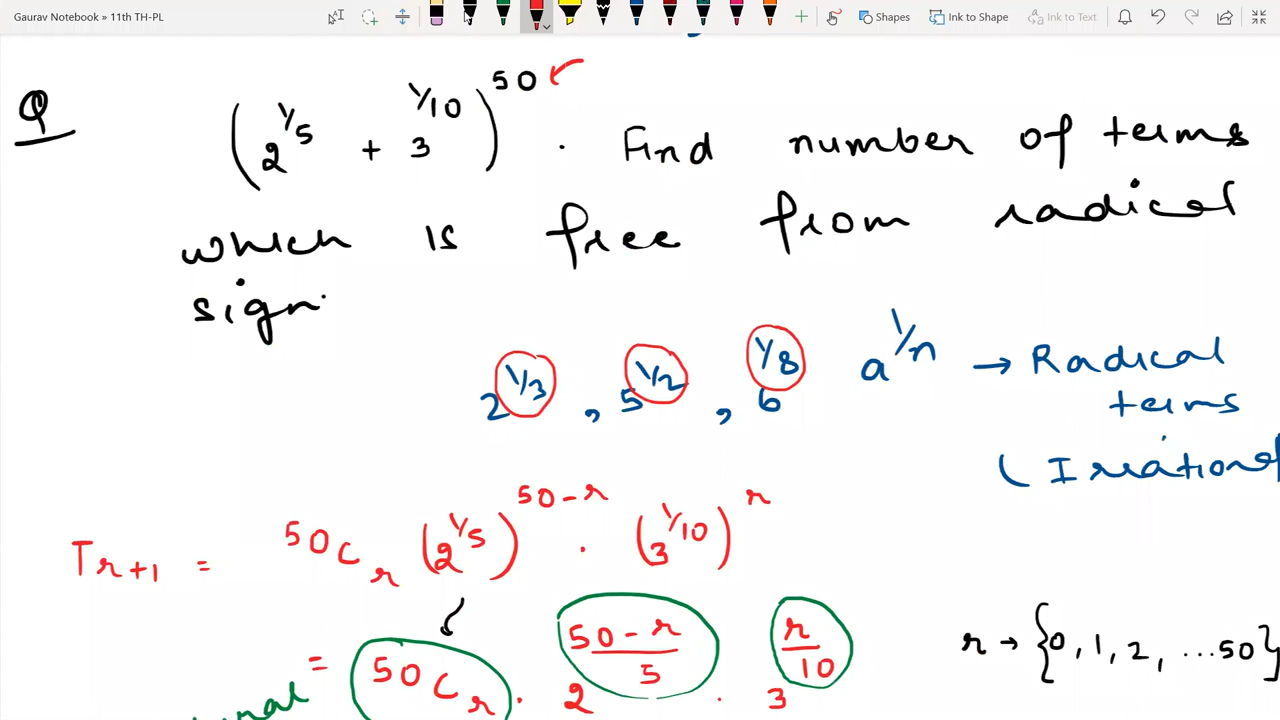 Gaurav Notebook » 11th TH-PL
Shapes Ink to Shape Ink to Text
Q (2^1/5 + 3^1/10)^50 . Find number of terms
which is free from radical
sign.
2^1/3 , 5^1/2 , 6^1/8 a^1/n → Radical
terms
(Irrational
Tr+1 = 50Cr (2^1/5)^50-r . (3^1/10)^r
= 50Cr . 2^(50-r)/5 . 3^r/10 r → {0, 1, 2, ...50}